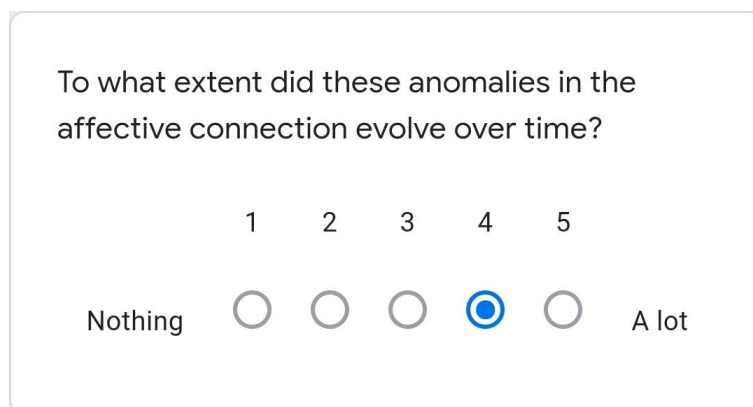 To what extent did these anomalies in the
affective connection evolve over time?
1 2 3 4 5
Nothing A lot